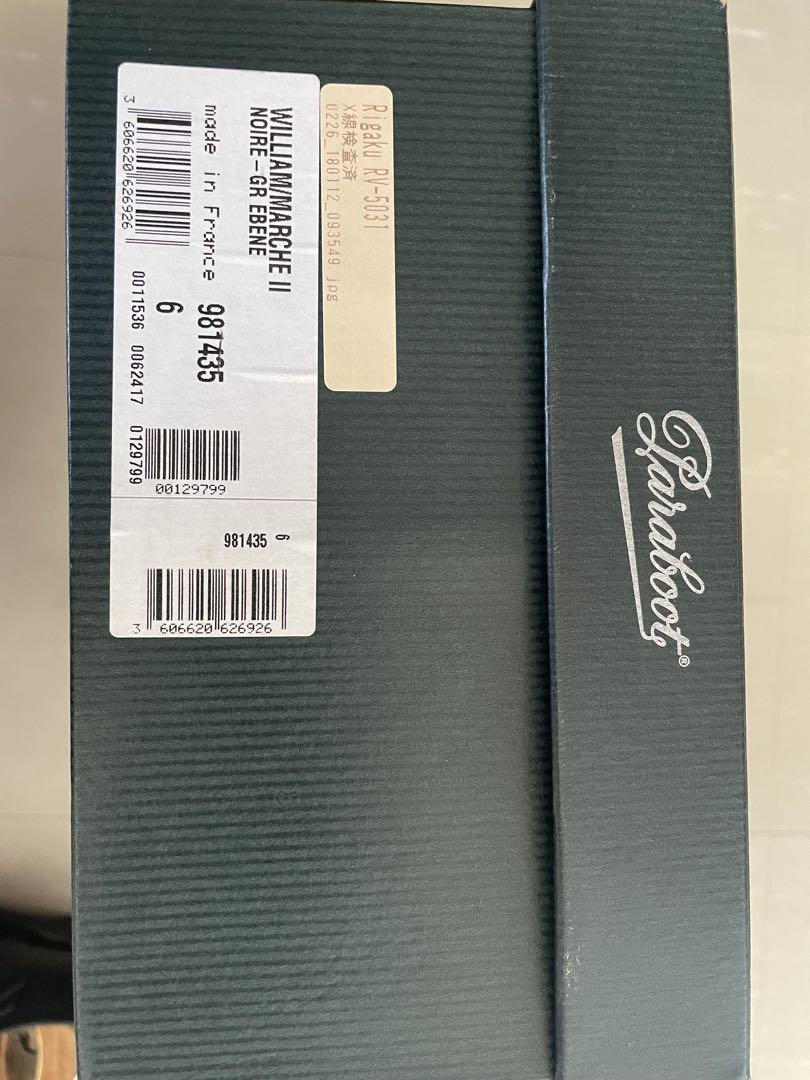 Paraboot®
Rigaku RV-5031
X線検査済
0226_180112_093549.jpg
WILLIAM/MARCHE II
NOIRE-GR EBENE
made in France
981435
6
3 606620 626926
0011536 0062417 0129799
00129799
981435 6
3 606620 626926